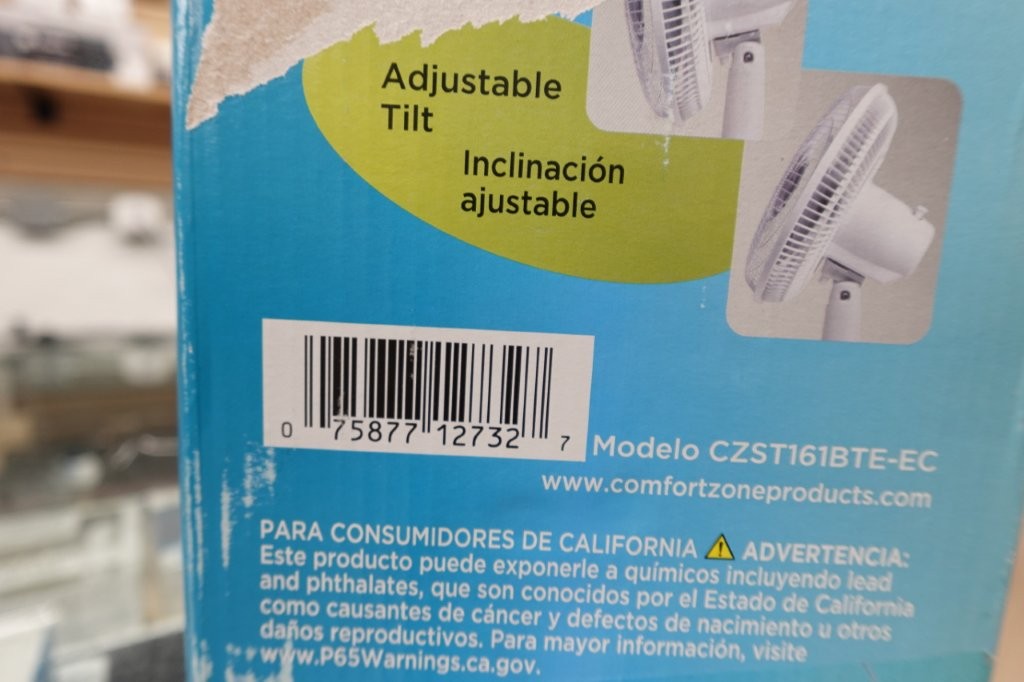 Adjustable
Tilt
Inclinación
ajustable
0 75877 12732 7
Modelo CZST161BTE-EC
www.comfortzoneproducts.com
PARA CONSUMIDORES DE CALIFORNIA ⚠ ADVERTENCIA:
Este producto puede exponerle a químicos incluyendo lead
and phthalates, que son conocidos por el Estado de California
como causantes de cáncer y defectos de nacimiento u otros
daños reproductivos. Para mayor información, visite
www.P65Warnings.ca.gov.